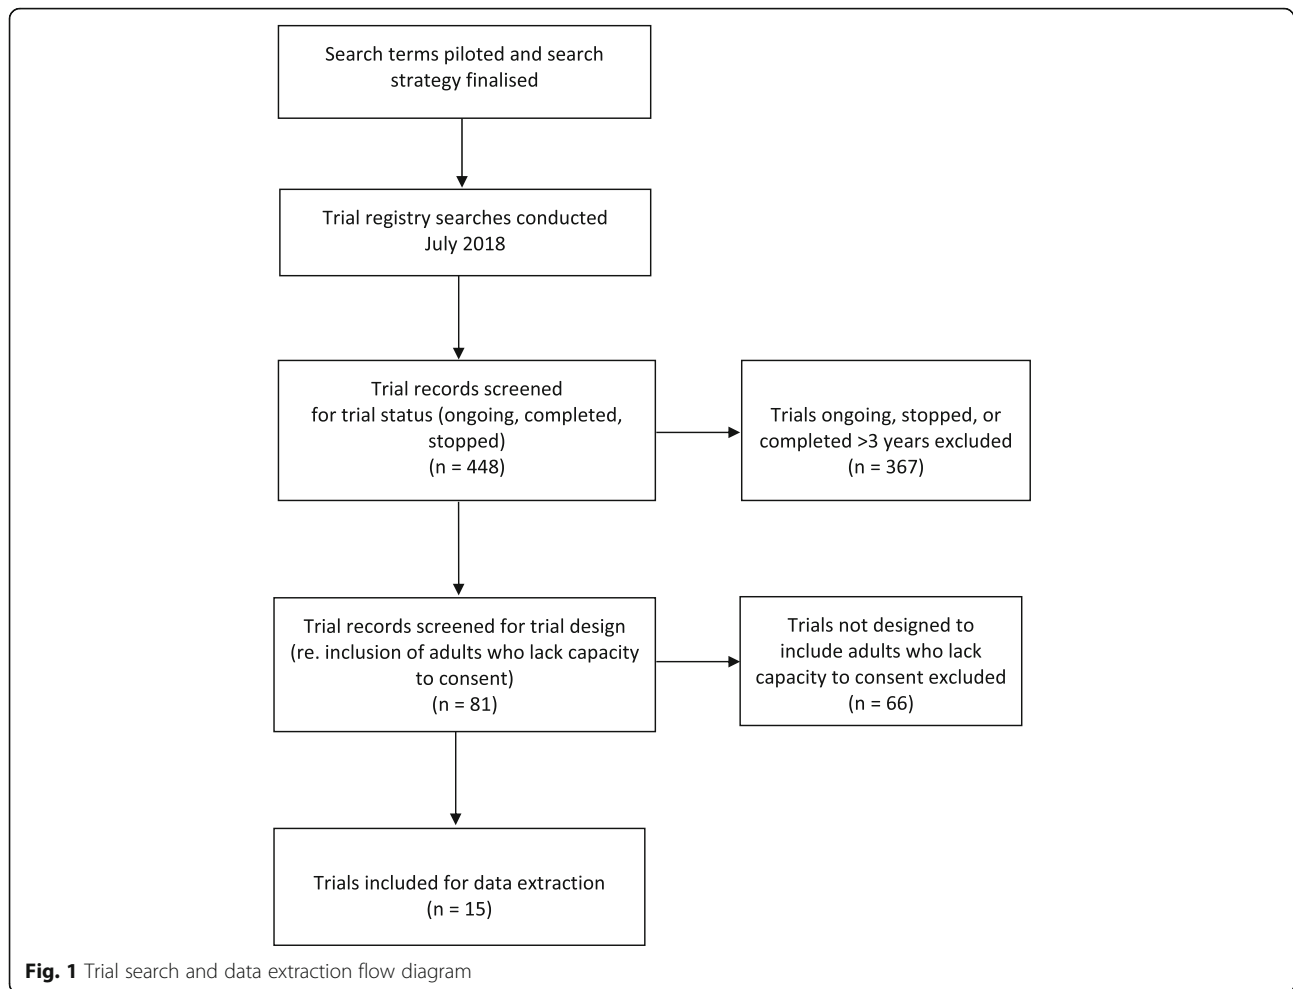 Search terms piloted and search
strategy finalised
Trial registry searches conducted
July 2018
Trial records screened
for trial status (ongoing, completed,
stopped)
(n = 448)
Trials ongoing, stopped, or
completed >3 years excluded
(n = 367)
Trial records screened for trial design
(re. inclusion of adults who lack capacity
to consent)
(n = 81)
Trials not designed to
include adults who lack
capacity to consent excluded
(n = 66)
Trials included for data extraction
(n = 15)
Fig. 1 Trial search and data extraction flow diagram